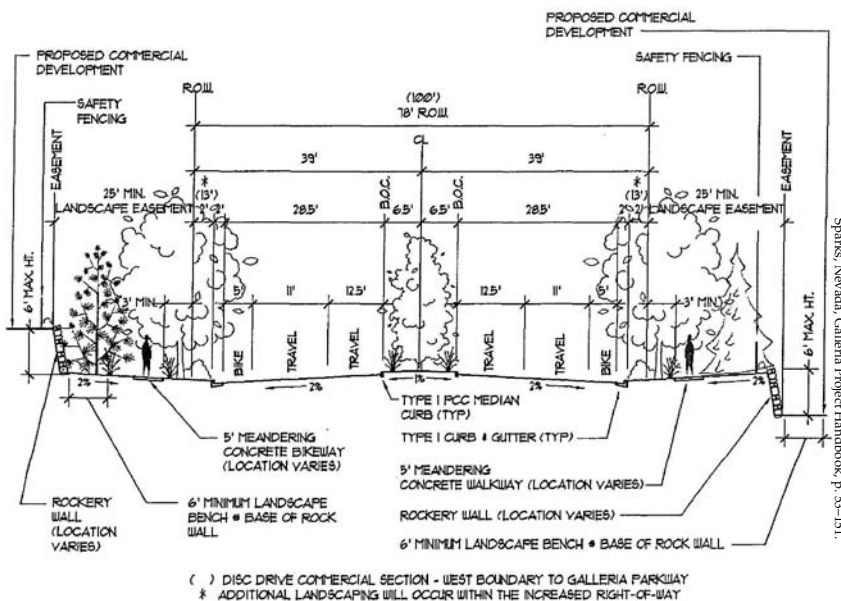 PROPOSED COMMERCIAL
DEVELOPMENT
SAFETY FENCING
PROPOSED COMMERCIAL
DEVELOPMENT
SAFETY
FENCING
R.O.W.
(100')
78' R.O.W.
R.O.W.
CL
39'
39'
EASEMENT
25' MIN.
LANDSCAPE EASEMENT
*
(13')
2'
2'
28.5'
B.O.C.
6.5'
6.5'
B.O.C.
28.5'
*
(13')
2'
2'
25' MIN.
LANDSCAPE EASEMENT
EASEMENT
6' MAX. HT.
3' MIN.
5'
11'
12.5'
12.5'
11'
5'
3' MIN.
6' MAX. HT.
BIKE
TRAVEL
TRAVEL
TRAVEL
TRAVEL
BIKE
2%
2%
1%
2%
2%
TYPE I PCC MEDIAN
CURB (TYP)
TYPE I CURB & GUTTER (TYP)
5' MEANDERING
CONCRETE BIKEWAY
(LOCATION VARIES)
5' MEANDERING
CONCRETE WALKWAY (LOCATION VARIES)
ROCKERY
WALL
(LOCATION
VARIES)
6' MINIMUM LANDSCAPE
BENCH @ BASE OF ROCK
WALL
ROCKERY WALL (LOCATION VARIES)
6' MINIMUM LANDSCAPE BENCH @ BASE OF ROCK WALL
( ) DISC DRIVE COMMERCIAL SECTION - WEST BOUNDARY TO GALLERIA PARKWAY
* ADDITIONAL LANDSCAPING WILL OCCUR WITHIN THE INCREASED RIGHT-OF-WAY
Sparks, Nevada, Galleria Project Handbook, p. 55-151.